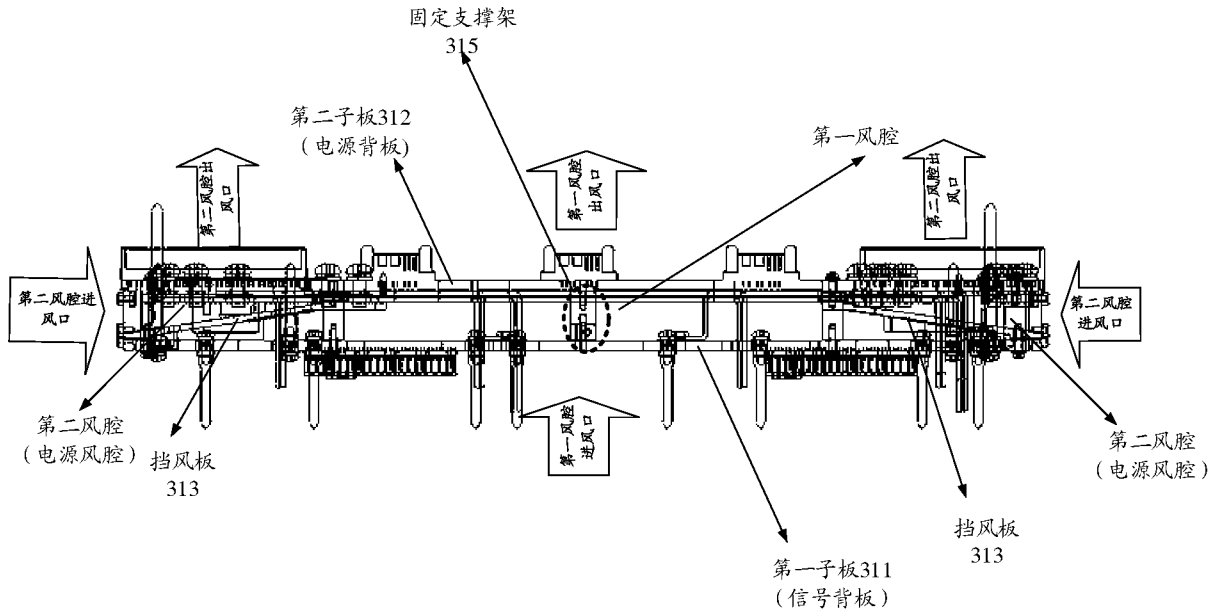 固定支撑架
315
第二子板312
（电源背板）
第一风腔
第二风腔出
风口
第一风腔
出风口
第二风腔出
风口
第二风腔进
风口
第二风腔
进风口
第二风腔
（电源风腔）
挡风板
313
第一风腔
进风口
第二风腔
（电源风腔）
挡风板
313
第一子板311
（信号背板）